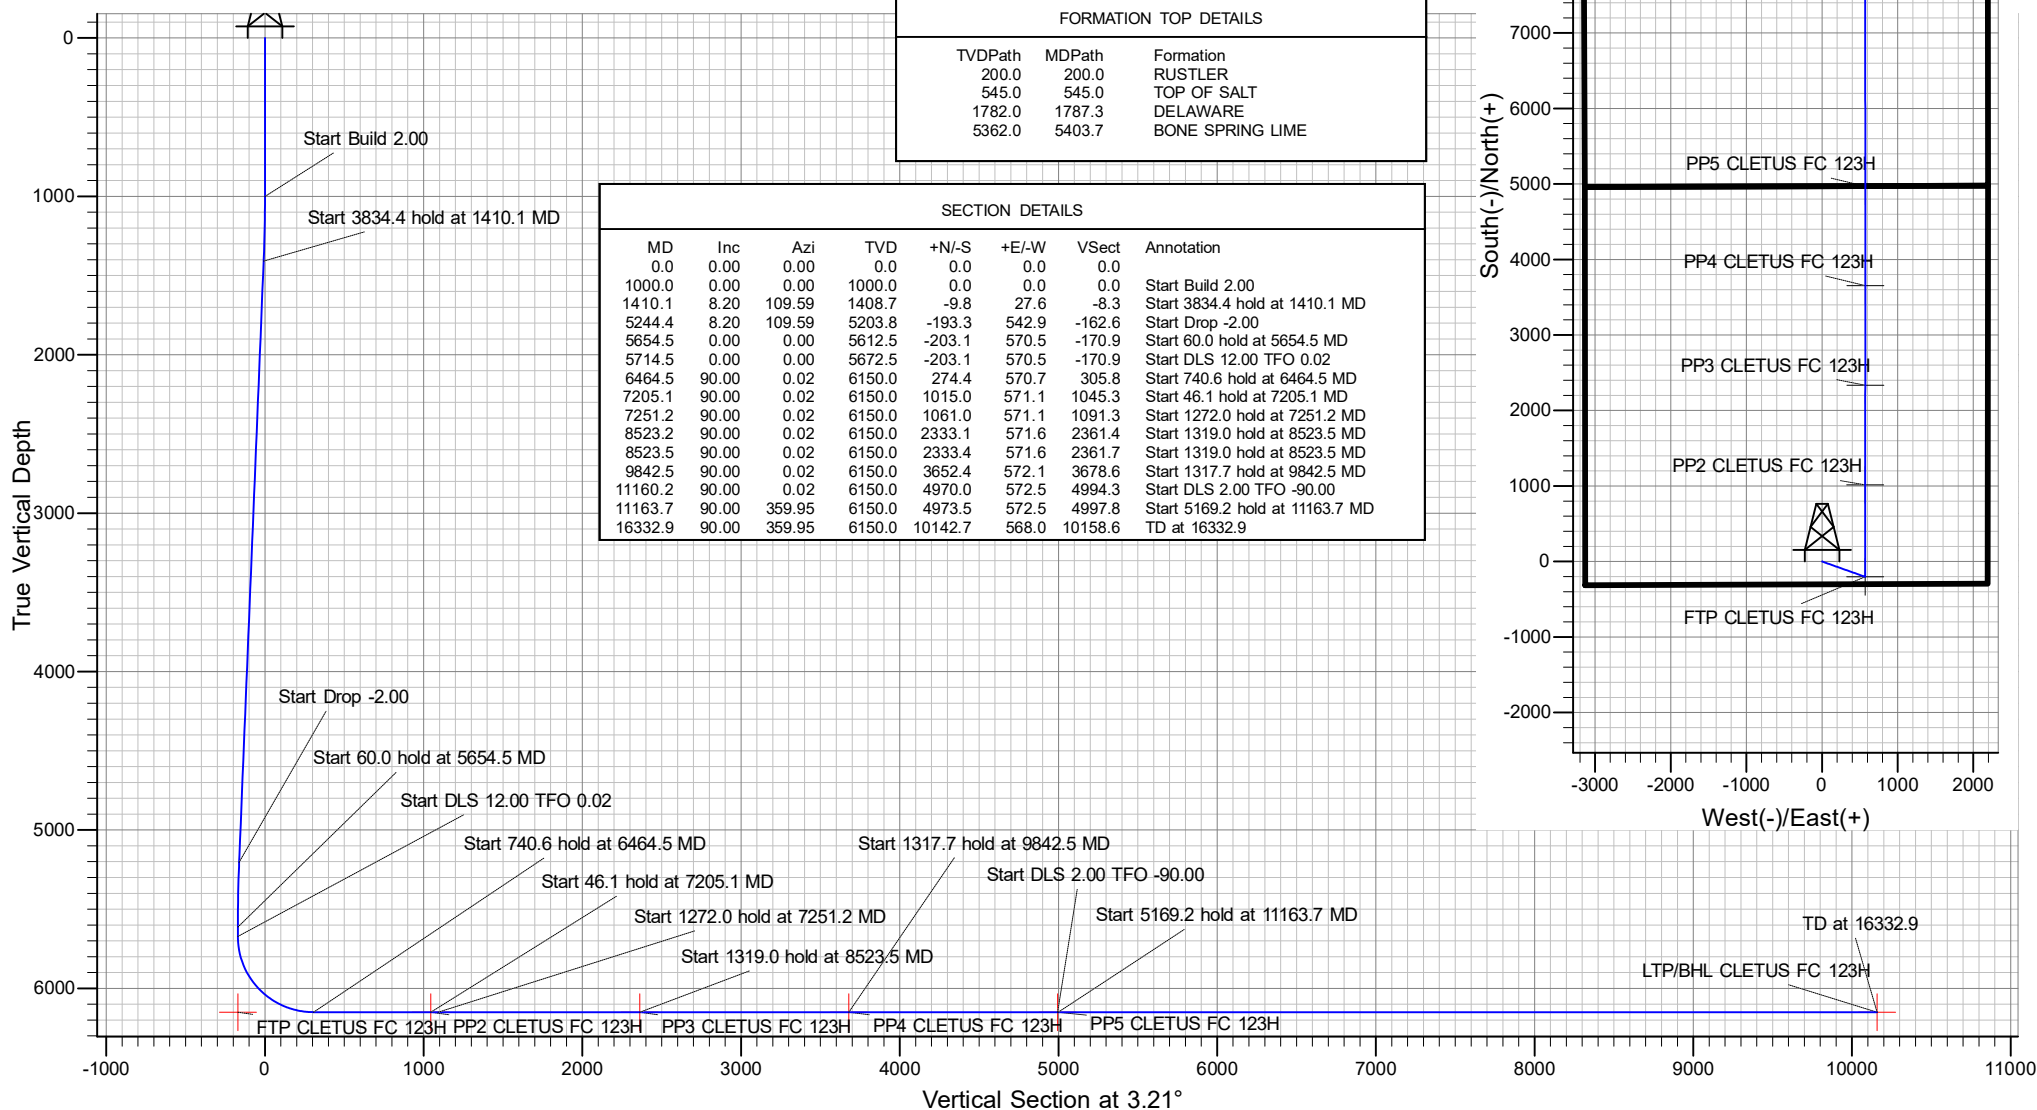 FORMATION TOP DETAILS
TVDPath MDPath Formation
200.0 200.0 RUSTLER
545.0 545.0 TOP OF SALT
1782.0 1787.3 DELAWARE
5362.0 5403.7 BONE SPRING LIME
SECTION DETAILS
MD Inc Azi TVD +N/-S +E/-W VSect Annotation
0.0 0.00 0.00 0.0 0.0 0.0 0.0
1000.0 0.00 0.00 1000.0 0.0 0.0 0.0 Start Build 2.00
1410.1 8.20 109.59 1408.7 -9.8 27.6 -8.3 Start 3834.4 hold at 1410.1 MD
5244.4 8.20 109.59 5203.8 -193.3 542.9 -162.6 Start Drop -2.00
5654.5 0.00 0.00 5612.5 -203.1 570.5 -170.9 Start 60.0 hold at 5654.5 MD
5714.5 0.00 0.00 5672.5 -203.1 570.5 -170.9 Start DLS 12.00 TFO 0.02
6464.5 90.00 0.02 6150.0 274.4 570.7 305.8 Start 740.6 hold at 6464.5 MD
7205.1 90.00 0.02 6150.0 1015.0 571.1 1045.3 Start 46.1 hold at 7205.1 MD
7251.2 90.00 0.02 6150.0 1061.0 571.1 1091.3 Start 1272.0 hold at 7251.2 MD
8523.2 90.00 0.02 6150.0 2333.1 571.6 2361.4 Start 1319.0 hold at 8523.5 MD
8523.5 90.00 0.02 6150.0 2333.4 571.6 2361.7 Start 1319.0 hold at 8523.5 MD
9842.5 90.00 0.02 6150.0 3652.4 572.1 3678.6 Start 1317.7 hold at 9842.5 MD
11160.2 90.00 0.02 6150.0 4970.0 572.5 4994.3 Start DLS 2.00 TFO -90.00
11163.7 90.00 359.95 6150.0 4973.5 572.5 4997.8 Start 5169.2 hold at 11163.7 MD
16332.9 90.00 359.95 6150.0 10142.7 568.0 10158.6 TD at 16332.9
True Vertical Depth
0
1000
2000
3000
4000
5000
6000
Start Build 2.00
Start 3834.4 hold at 1410.1 MD
Start Drop -2.00
Start 60.0 hold at 5654.5 MD
Start DLS 12.00 TFO 0.02
Start 740.6 hold at 6464.5 MD
Start 46.1 hold at 7205.1 MD
Start 1272.0 hold at 7251.2 MD
Start 1319.0 hold at 8523.5 MD
Start 1317.7 hold at 9842.5 MD
Start DLS 2.00 TFO -90.00
Start 5169.2 hold at 11163.7 MD
TD at 16332.9
LTP/BHL CLETUS FC 123H
FTP CLETUS FC 123H
PP2 CLETUS FC 123H
PP3 CLETUS FC 123H
PP4 CLETUS FC 123H
PP5 CLETUS FC 123H
-1000 0 1000 2000 3000 4000 5000 6000 7000 8000 9000 10000 11000
Vertical Section at 3.21°
South(-)/North(+)
7000
6000
5000
4000
3000
2000
1000
0
-1000
-2000
PP5 CLETUS FC 123H
PP4 CLETUS FC 123H
PP3 CLETUS FC 123H
PP2 CLETUS FC 123H
FTP CLETUS FC 123H
-3000 -2000 -1000 0 1000 2000
West(-)/East(+)